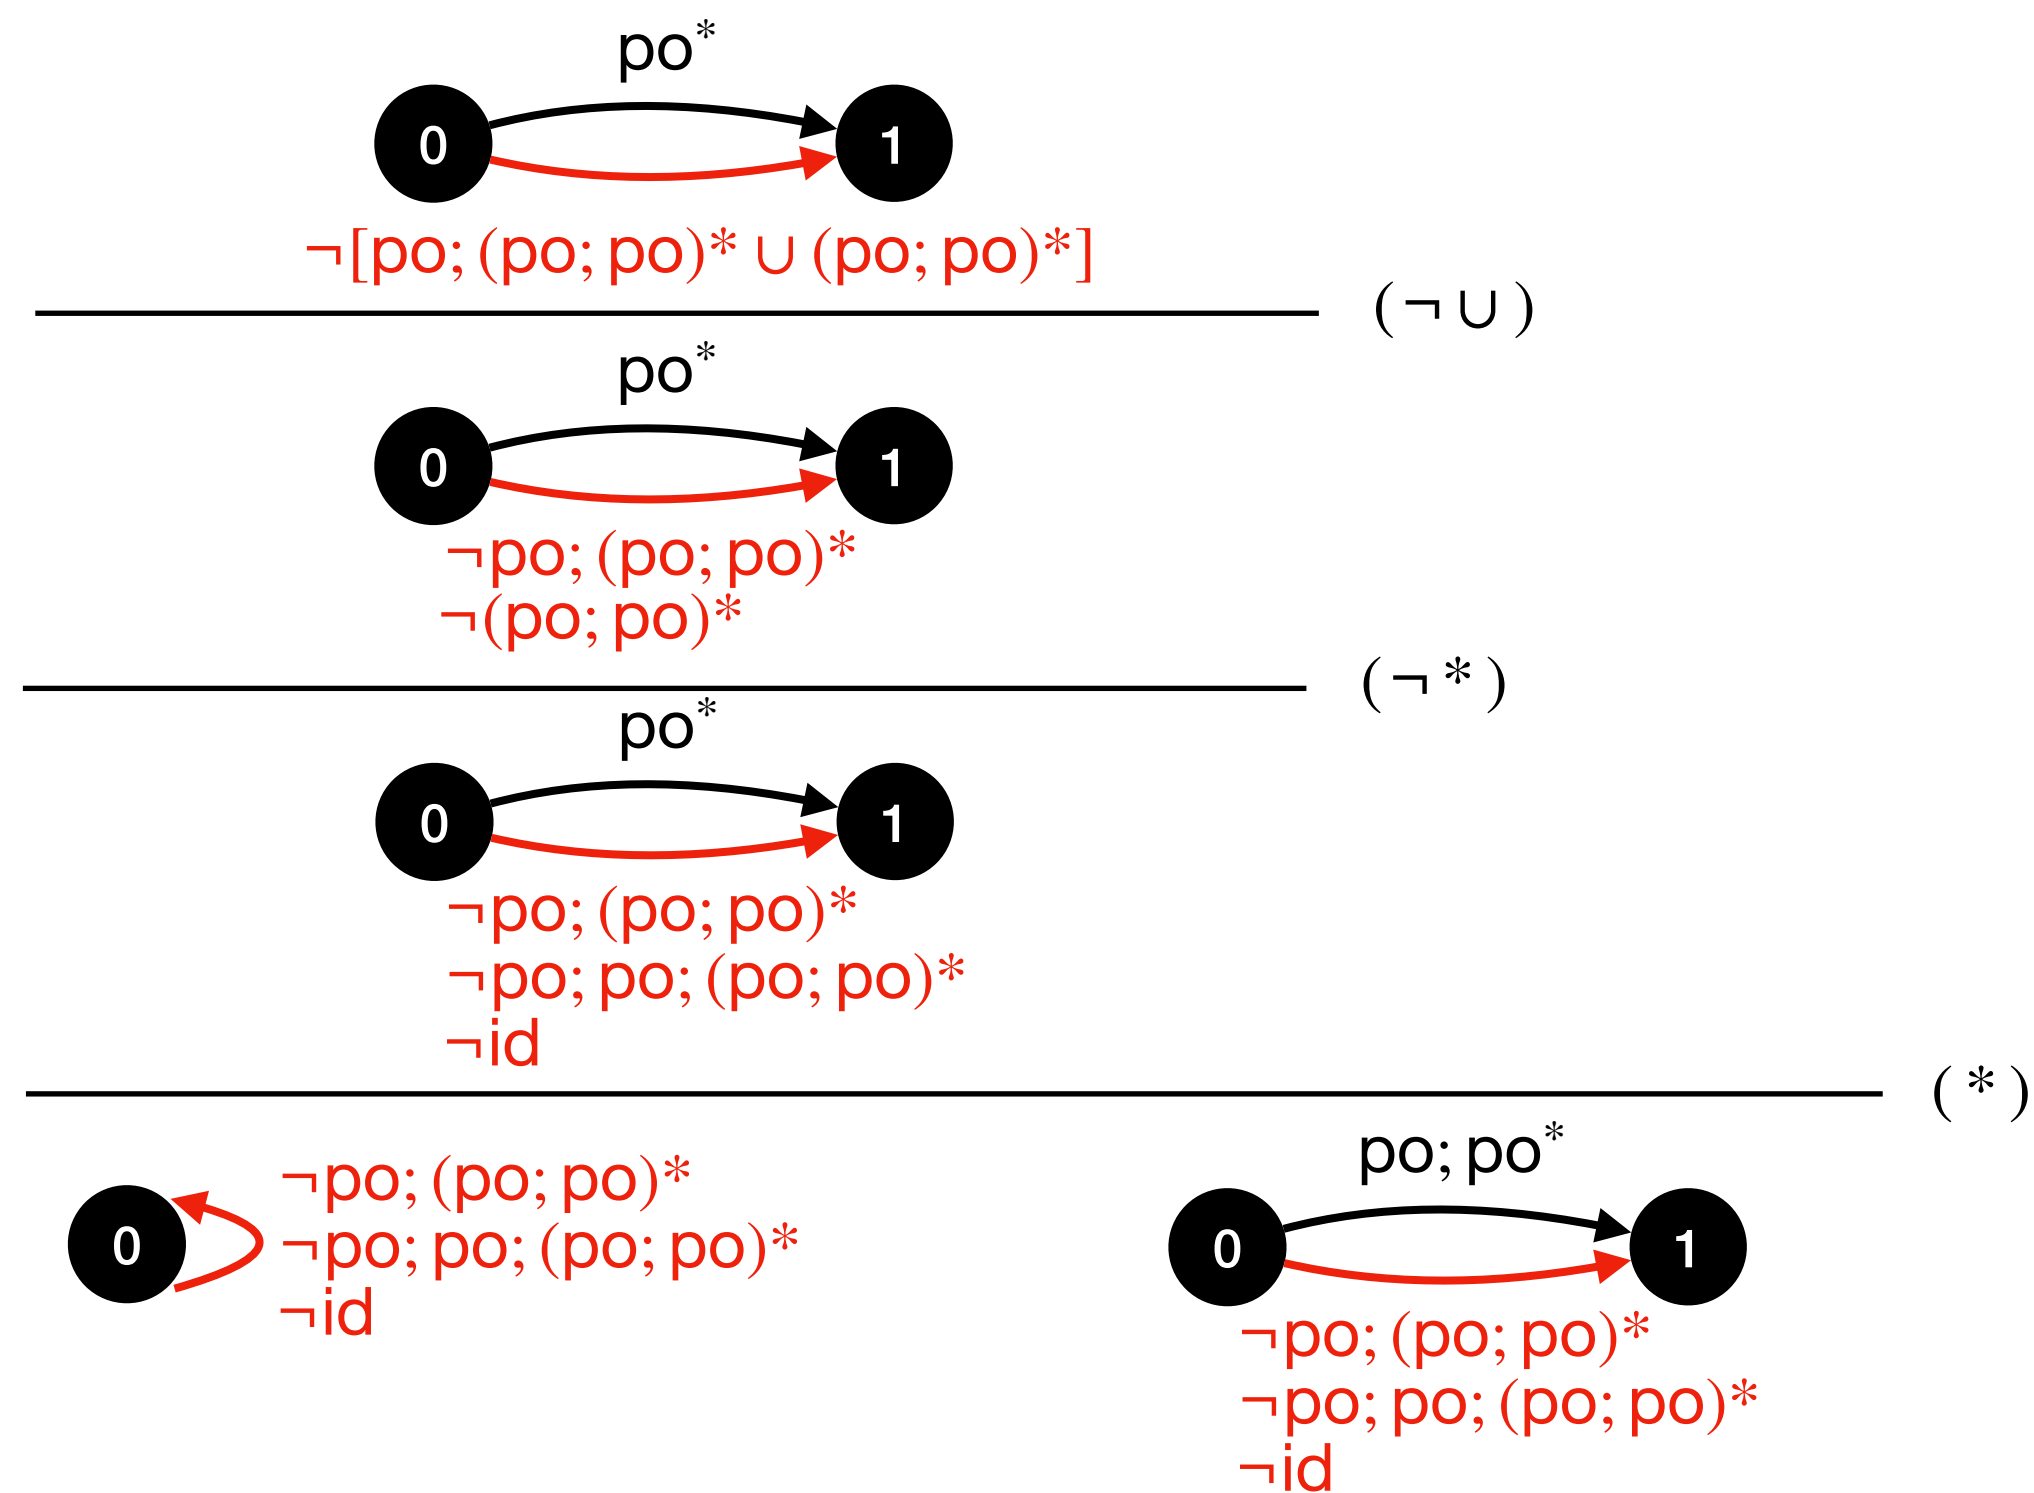 po*
0 1
¬[po; (po; po)* ∪ (po; po)*]
(¬ ∪ )
po*
0 1
¬po; (po; po)*
¬(po; po)*
(¬ * )
po*
0 1
¬po; (po; po)*
¬po; po; (po; po)*
¬id
( * )
0
¬po; (po; po)*
¬po; po; (po; po)*
¬id
po; po*
0 1
¬po; (po; po)*
¬po; po; (po; po)*
¬id